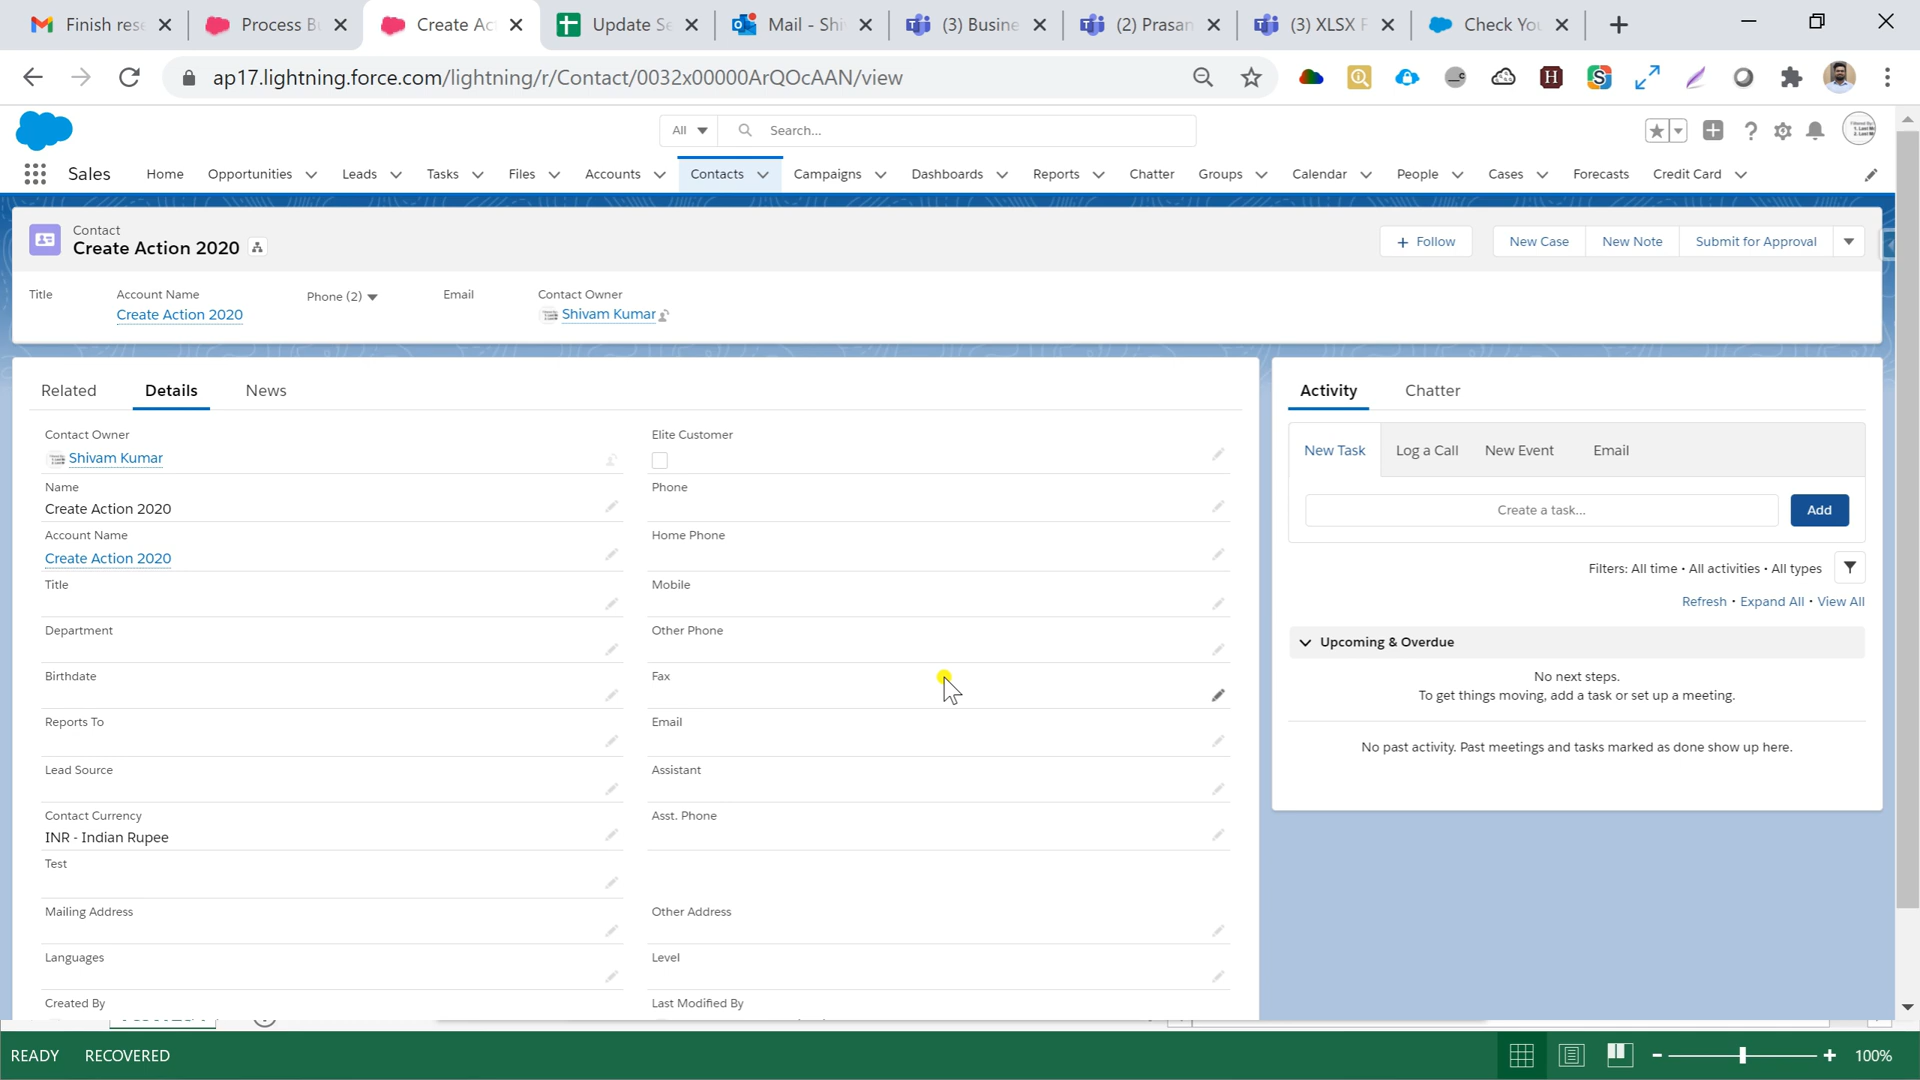 Finish rese
Process Bu
Create Act
Update Se
Mail - Shiv
(3) Busine
(2) Prasan
(3) XLSX F
Check You
ap17.lightning.force.com/lightning/r/Contact/0032x00000ArQOcAAN/view
All
Search...
Sales
Home
Opportunities
Leads
Tasks
Files
Accounts
Contacts
Campaigns
Dashboards
Reports
Chatter
Groups
Calendar
People
Cases
Forecasts
Credit Card
Contact
Create Action 2020
+ Follow
New Case
New Note
Submit for Approval
Title
Account Name
Phone (2)
Email
Contact Owner
Create Action 2020
Shivam Kumar
Related
Details
News
Contact Owner
Shivam Kumar
Elite Customer
Name
Create Action 2020
Phone
Account Name
Create Action 2020
Home Phone
Title
Mobile
Department
Other Phone
Birthdate
Fax
Reports To
Email
Lead Source
Assistant
Contact Currency
INR - Indian Rupee
Asst. Phone
Test
Mailing Address
Other Address
Languages
Level
Created By
Last Modified By
Activity
Chatter
New Task
Log a Call
New Event
Email
Create a task...
Add
Filters: All time • All activities • All types
Refresh • Expand All • View All
Upcoming & Overdue
No next steps.
To get things moving, add a task or set up a meeting.
No past activity. Past meetings and tasks marked as done show up here.
READY
RECOVERED
100%